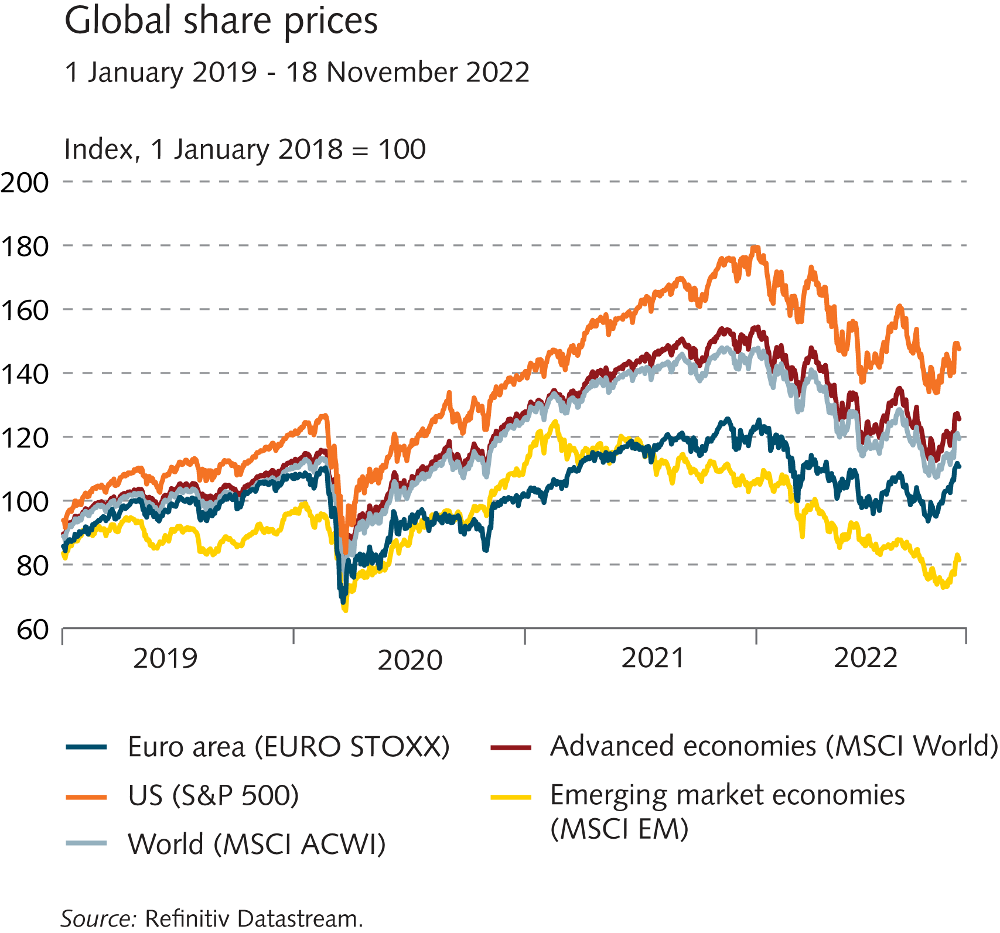 Global share prices
1 January 2019 - 18 November 2022
Index, 1 January 2018 = 100
200
180
160
140
120
100
80
60
2019 2020 2021 2022
Euro area (EURO STOXX)
US (S&P 500)
World (MSCI ACWI)
Advanced economies (MSCI World)
Emerging market economies
(MSCI EM)
Source: Refinitiv Datastream.